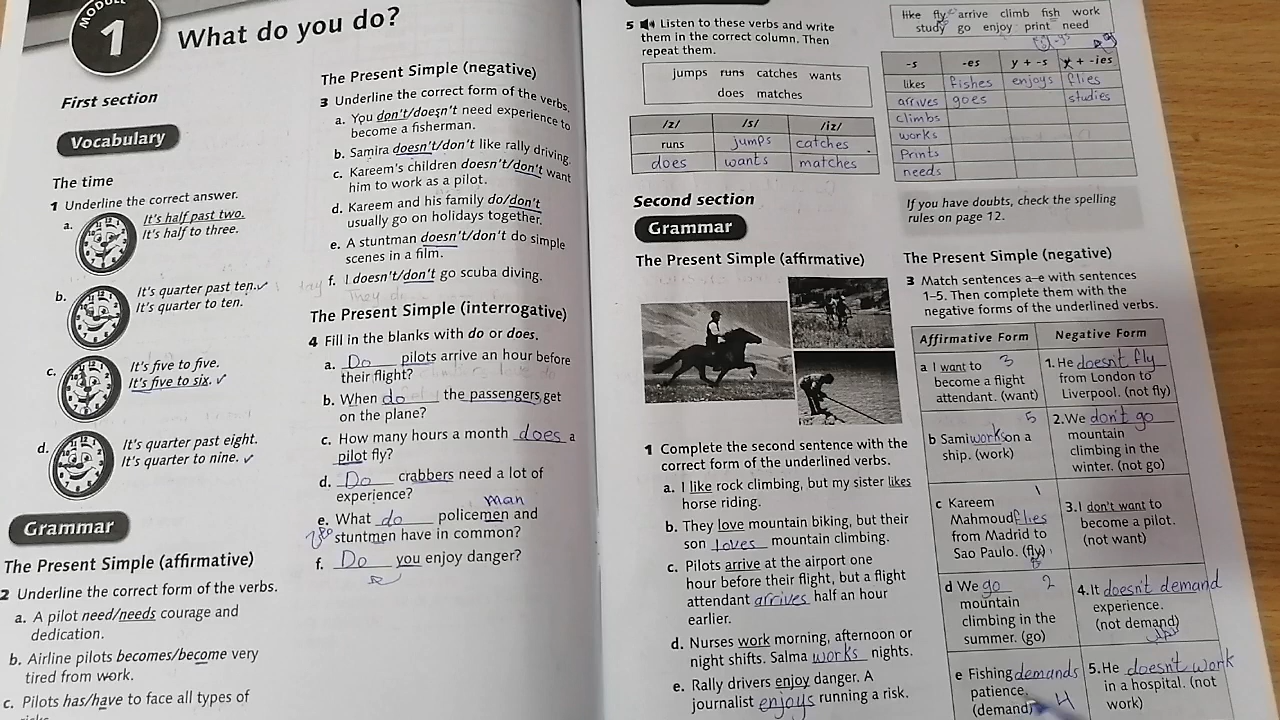 MODULE
1
What do you do?
First section
Vocabulary
The time
1 Underline the correct answer.
a.
It's half past two.
It's half to three.
b.
It's quarter past ten. ✓
It's quarter to ten.
c.
It's five to five.
It's five to six. ✓
d.
It's quarter past eight.
It's quarter to nine. ✓
Grammar
The Present Simple (affirmative)
2 Underline the correct form of the verbs.
a. A pilot need/needs courage and
dedication.
b. Airline pilots becomes/become very
tired from work.
c. Pilots has/have to face all types of
The Present Simple (negative)
3 Underline the correct form of the verbs.
a. You don't/doesn't need experience to
become a fisherman.
b. Samira doesn't/don't like rally driving.
c. Kareem's children doesn't/don't want
him to work as a pilot.
d. Kareem and his family do/don't
usually go on holidays together.
e. A stuntman doesn't/don't do simple
scenes in a film.
f. I doesn't/don't go scuba diving.
The Present Simple (interrogative)
4 Fill in the blanks with do or does.
a. Do pilots arrive an hour before
their flight?
b. When do the passengers get
on the plane?
c. How many hours a month does a
pilot fly?
d. Do crabbers need a lot of
experience?
man
e. What do policemen and
stuntmen have in common?
f. Do you enjoy danger?
5 Listen to these verbs and write
them in the correct column. Then
repeat them.
jumps runs catches wants
does matches
/z/ /s/ /iz/
runs jumps catches
does wants matches
Second section
Grammar
The Present Simple (affirmative)
1 Complete the second sentence with the
correct form of the underlined verbs.
a. I like rock climbing, but my sister likes
horse riding.
b. They love mountain biking, but their
son loves mountain climbing.
c. Pilots arrive at the airport one
hour before their flight, but a flight
attendant arrives half an hour
earlier.
d. Nurses work morning, afternoon or
night shifts. Salma works nights.
e. Rally drivers enjoy danger. A
journalist enjoys running a risk.
like fly arrive climb fish work
study go enjoy print need
-s -es y + -s y + -ies
likes fishes enjoys flies
arrives goes studies
climbs
works
Prints
needs
If you have doubts, check the spelling
rules on page 12.
The Present Simple (negative)
3 Match sentences a–e with sentences
1–5. Then complete them with the
negative forms of the underlined verbs.
Affirmative Form Negative Form
a I want to 3
become a flight
attendant. (want)
1. He doesn't fly
from London to
Liverpool. (not fly)
5
b Sami works on a
ship. (work)
2. We don't go
mountain
climbing in the
winter. (not go)
1
c Kareem
Mahmoud flies
from Madrid to
Sao Paulo. (fly)
3. I don't want to
become a pilot.
(not want)
d We go 2
mountain
climbing in the
summer. (go)
4. It doesn't demand
experience.
(not demand)
e Fishing demands
patience.
(demand) 4
5. He doesn't work
in a hospital. (not
work)